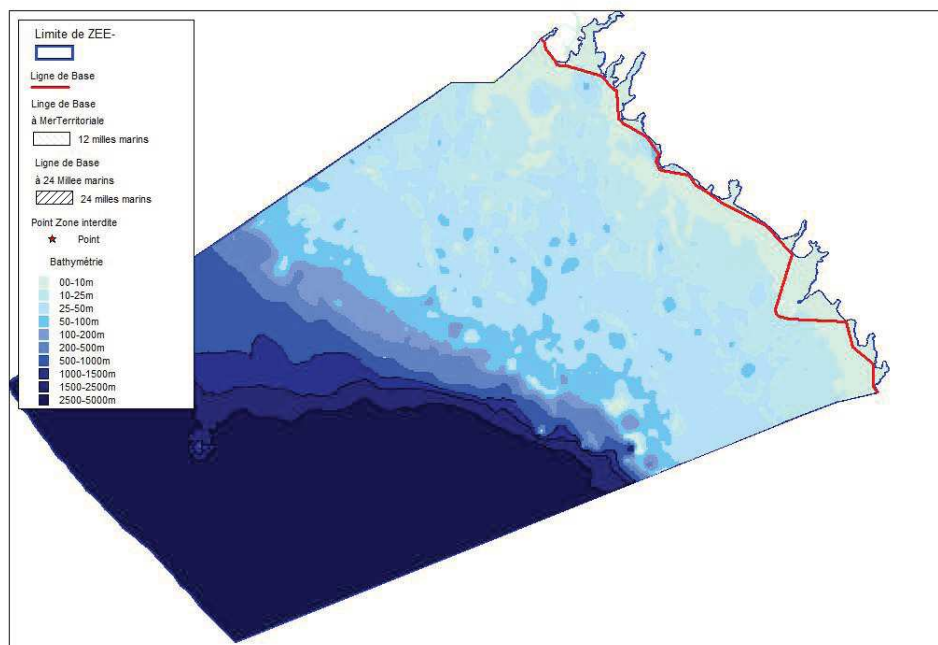 Limite de ZEE-
Ligne de Base
Linge de Base
à MerTerritoriale
12 milles marins
Ligne de Base
à 24 Millee marins
24 milles marins
Point Zone interdite
Point
Bathymétrie
00-10m
10-25m
25-50m
50-100m
100-200m
200-500m
500-1000m
1000-1500m
1500-2500m
2500-5000m